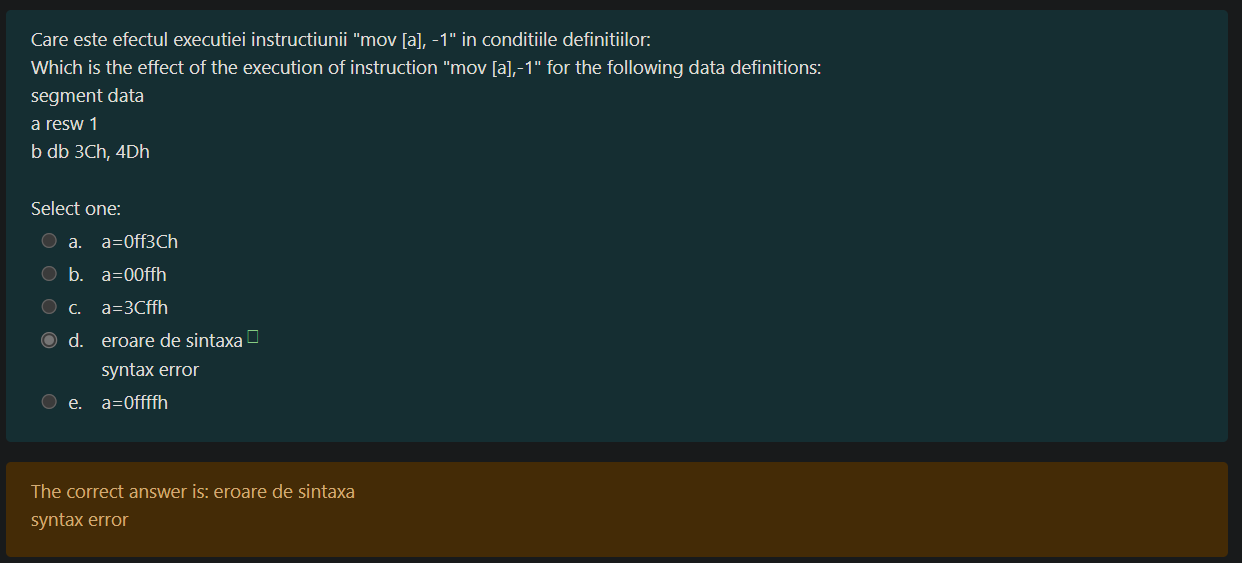 Care este efectul executiei instructiunii "mov [a], -1" in conditiile definitiilor:
Which is the effect of the execution of instruction "mov [a],-1" for the following data definitions:
segment data
a resw 1
b db 3Ch, 4Dh
Select one:
a. a=0ff3Ch
b. a=00ffh
c. a=3Cffh
d. eroare de sintaxa
syntax error
e. a=0ffffh
The correct answer is: eroare de sintaxa
syntax error